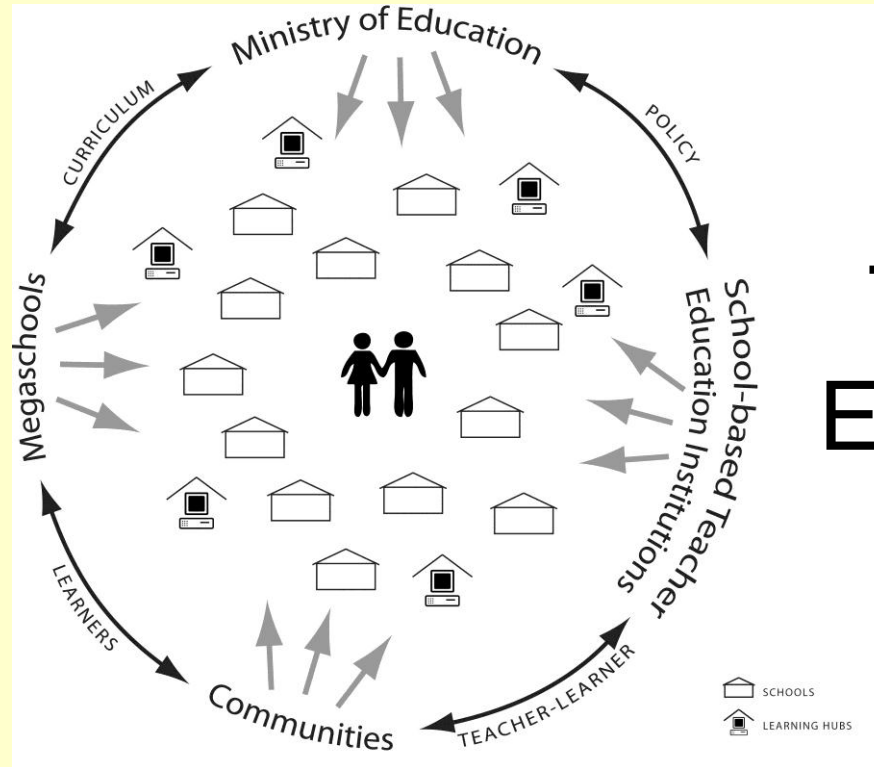 Ministry of Education
CURRICULUM
POLICY
Megaschools
School-based Teacher
Education Institutions
LEARNERS
TEACHER-LEARNER
Communities
SCHOOLS
LEARNING HUBS
E